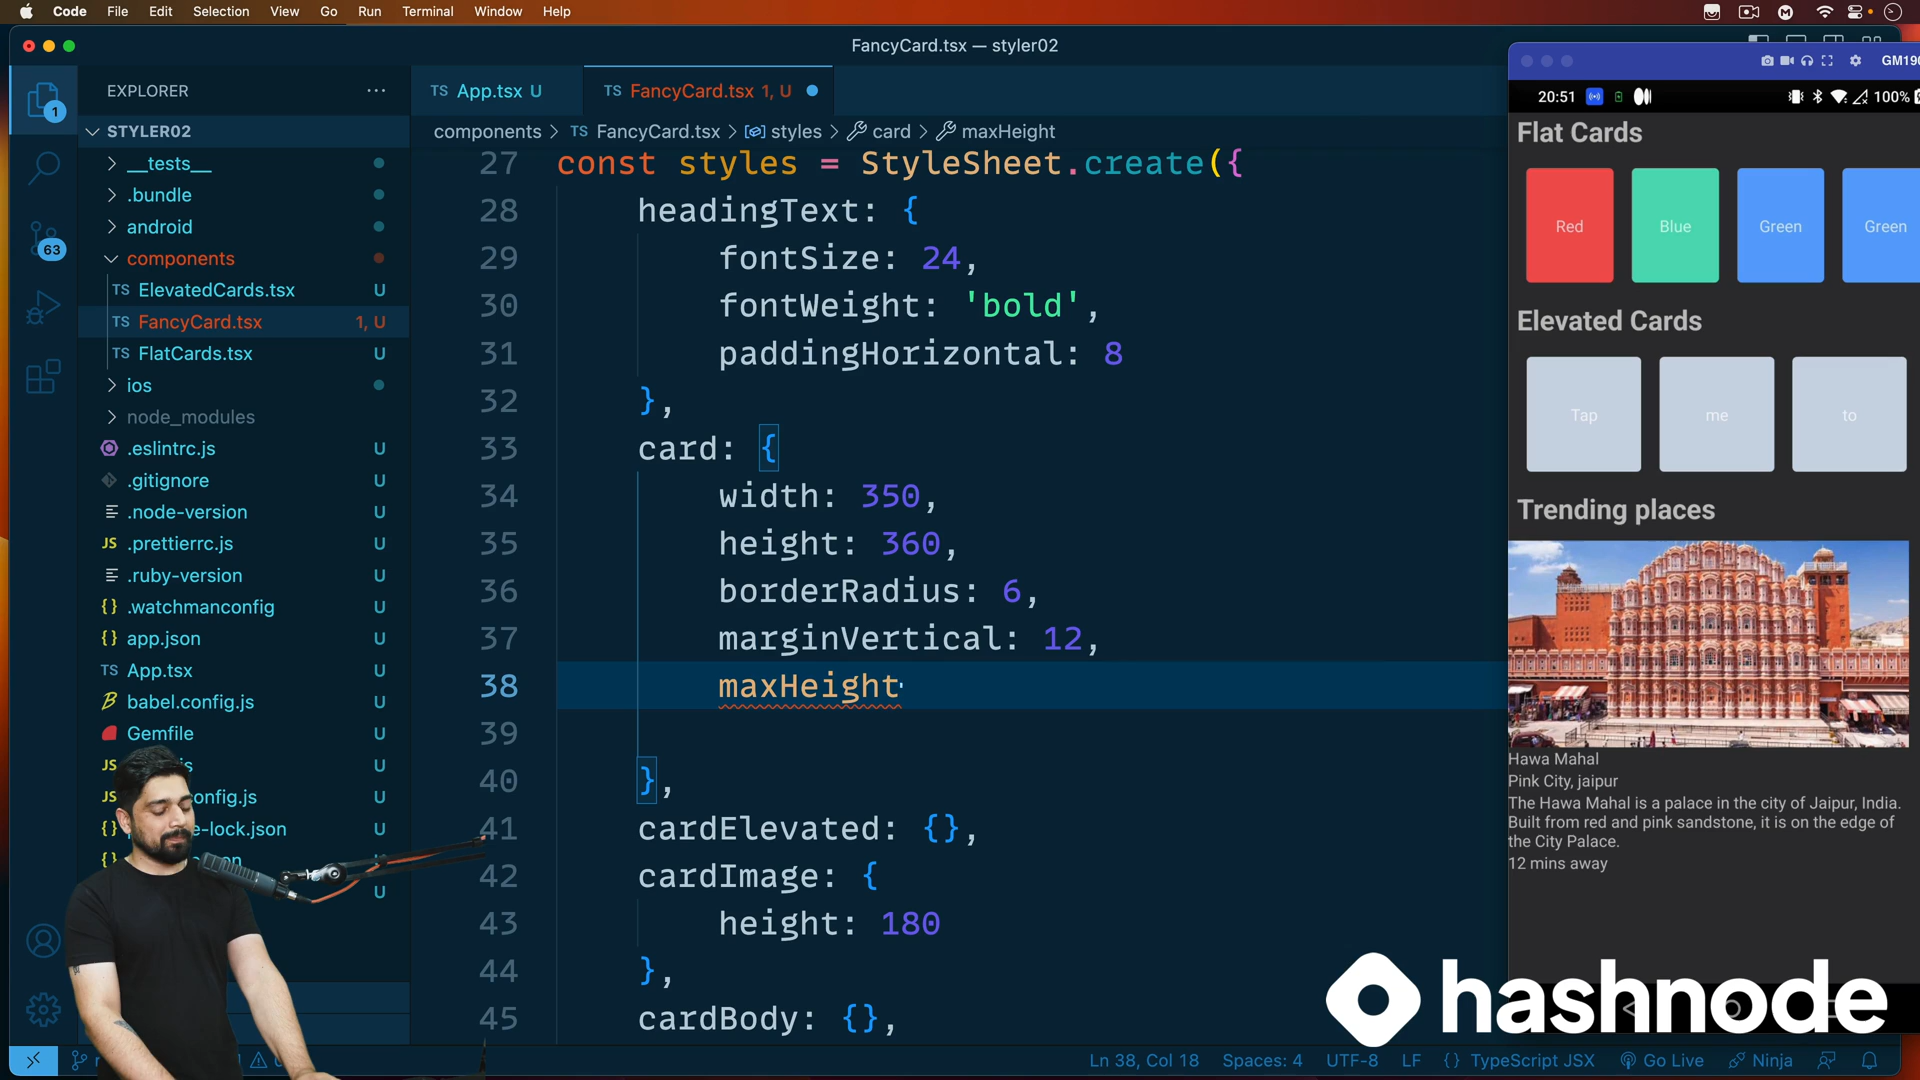 Code File Edit Selection View Go Run Terminal Window Help
FancyCard.tsx — styler02
GM190
EXPLORER
TS App.tsx U
TS FancyCard.tsx 1, U
20:51
100%
STYLER02
components > TS FancyCard.tsx > styles > card > maxHeight
__tests__
.bundle
android
components
TS ElevatedCards.tsx U
TS FancyCard.tsx 1, U
TS FlatCards.tsx U
ios
node_modules
.eslintrc.js U
.gitignore U
.node-version U
JS .prettierrc.js U
.ruby-version U
{} .watchmanconfig U
{} app.json U
TS App.tsx U
babel.config.js U
Gemfile U
JS U
JS onfig.js U
{} e-lock.json U
{} U
U
1
63
27 const styles = StyleSheet.create({
28 headingText: {
29 fontSize: 24,
30 fontWeight: 'bold',
31 paddingHorizontal: 8
32 },
33 card: {
34 width: 350,
35 height: 360,
36 borderRadius: 6,
37 marginVertical: 12,
38 maxHeight
39
40 },
41 cardElevated: {},
42 cardImage: {
43 height: 180
44 },
45 cardBody: {},
Flat Cards
Red Blue Green Green
Elevated Cards
Tap me to
Trending places
Hawa Mahal
Pink City, jaipur
The Hawa Mahal is a palace in the city of Jaipur, India.
Built from red and pink sandstone, it is on the edge of
the City Palace.
12 mins away
hashnode
Ln 38, Col 18 Spaces: 4 UTF-8 LF {} TypeScript JSX Go Live Ninja